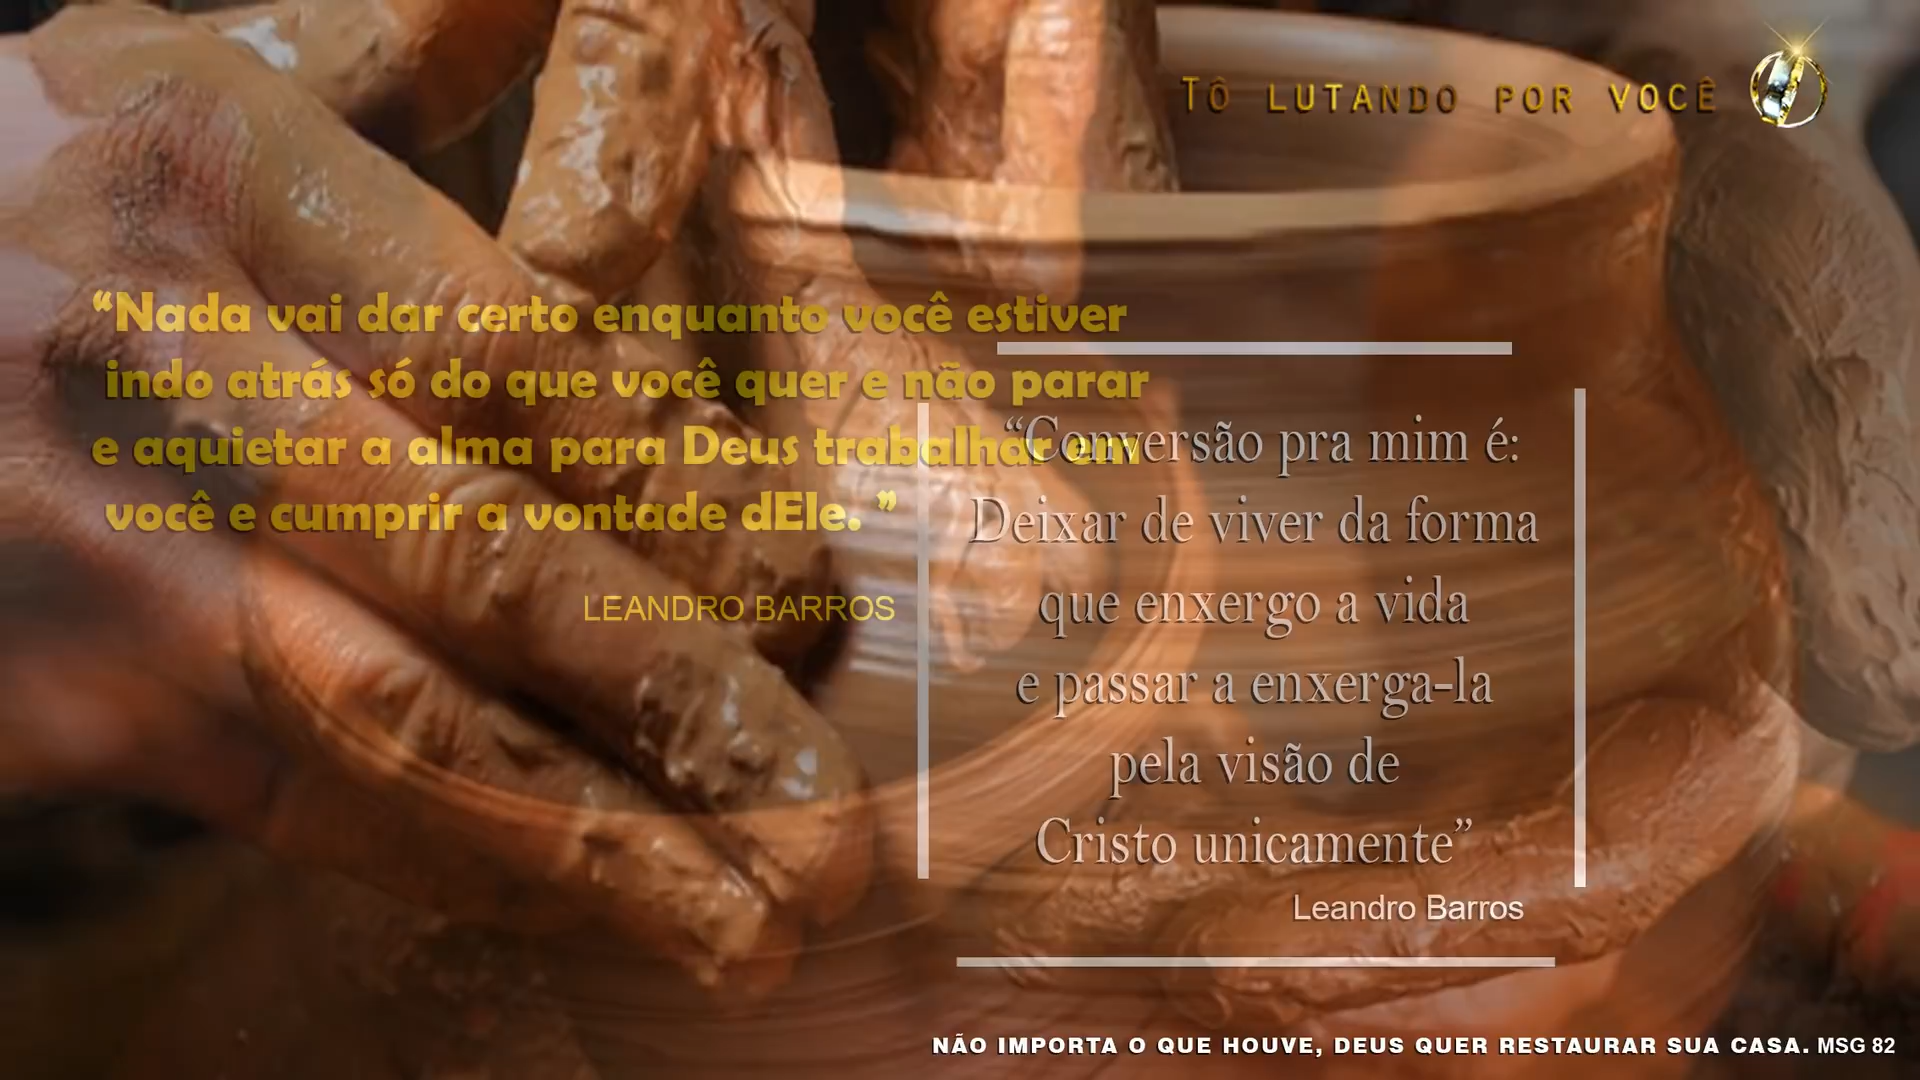 TÔ LUTANDO POR VOCÊ
“Nada vai dar certo enquanto você estiver
indo atrás só do que você quer e não parar
e aquietar a alma para Deus trabalhar em
você e cumprir a vontade dEle. ”
LEANDRO BARROS
“Conversão pra mim é:
Deixar de viver da forma
que enxergo a vida
e passar a enxerga-la
pela visão de
Cristo unicamente”
Leandro Barros
NÃO IMPORTA O QUE HOUVE, DEUS QUER RESTAURAR SUA CASA. MSG 82